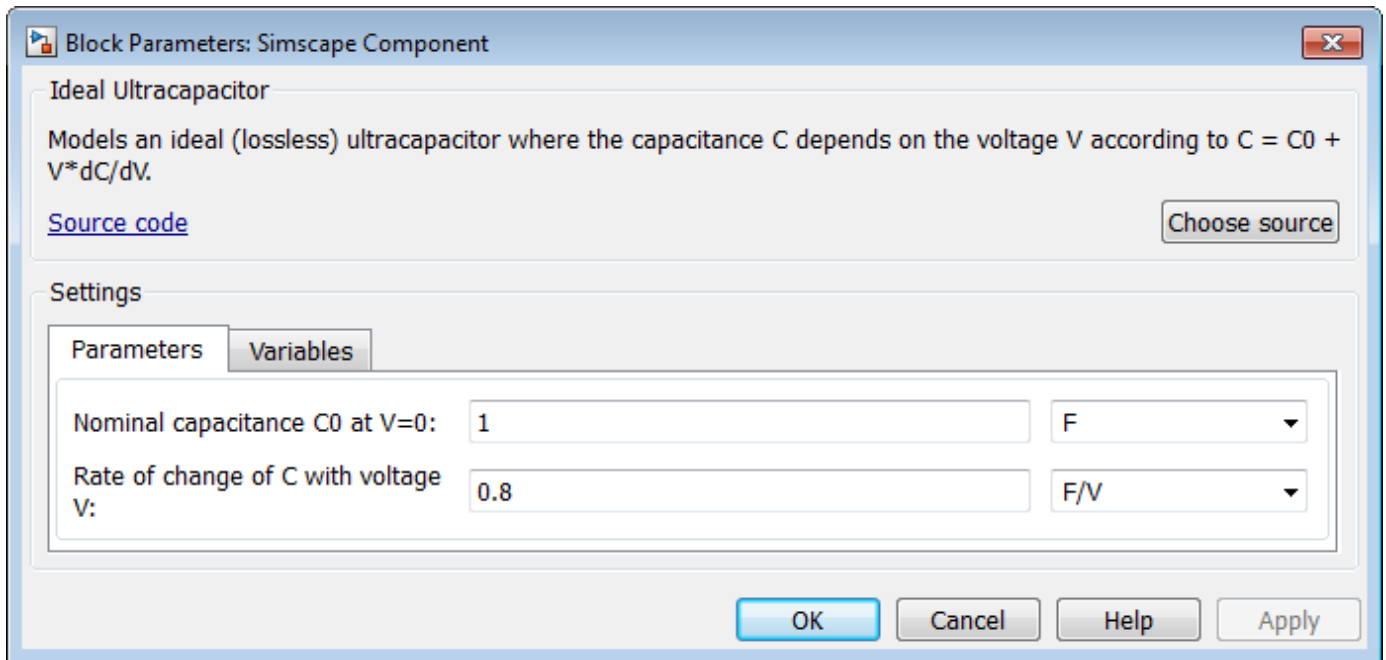 Block Parameters: Simscape Component
Ideal Ultracapacitor
Models an ideal (lossless) ultracapacitor where the capacitance C depends on the voltage V according to C = C0 +
V*dC/dV.
Source code
Choose source
Settings
Parameters
Variables
Nominal capacitance C0 at V=0:
1
F
Rate of change of C with voltage
V:
0.8
F/V
OK
Cancel
Help
Apply